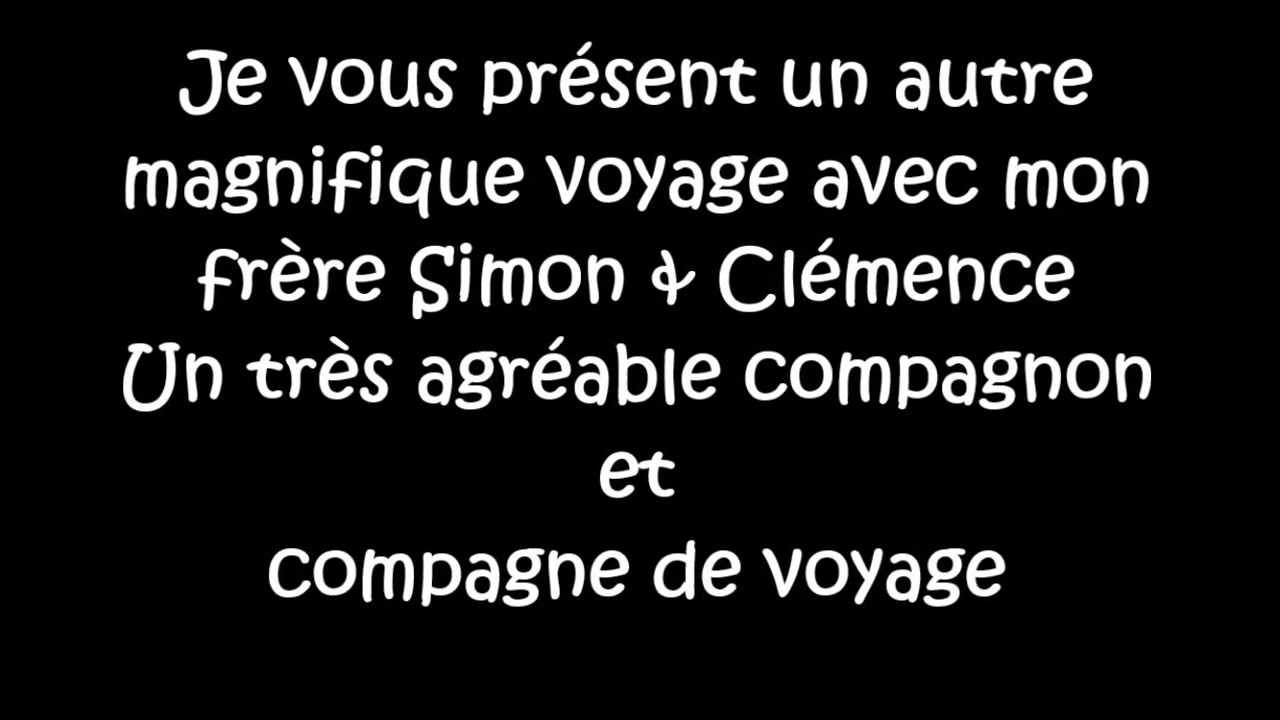 Je vous présent un autre
magnifique voyage avec mon
frère Simon & Clémence
Un très agréable compagnon
et
compagne de voyage